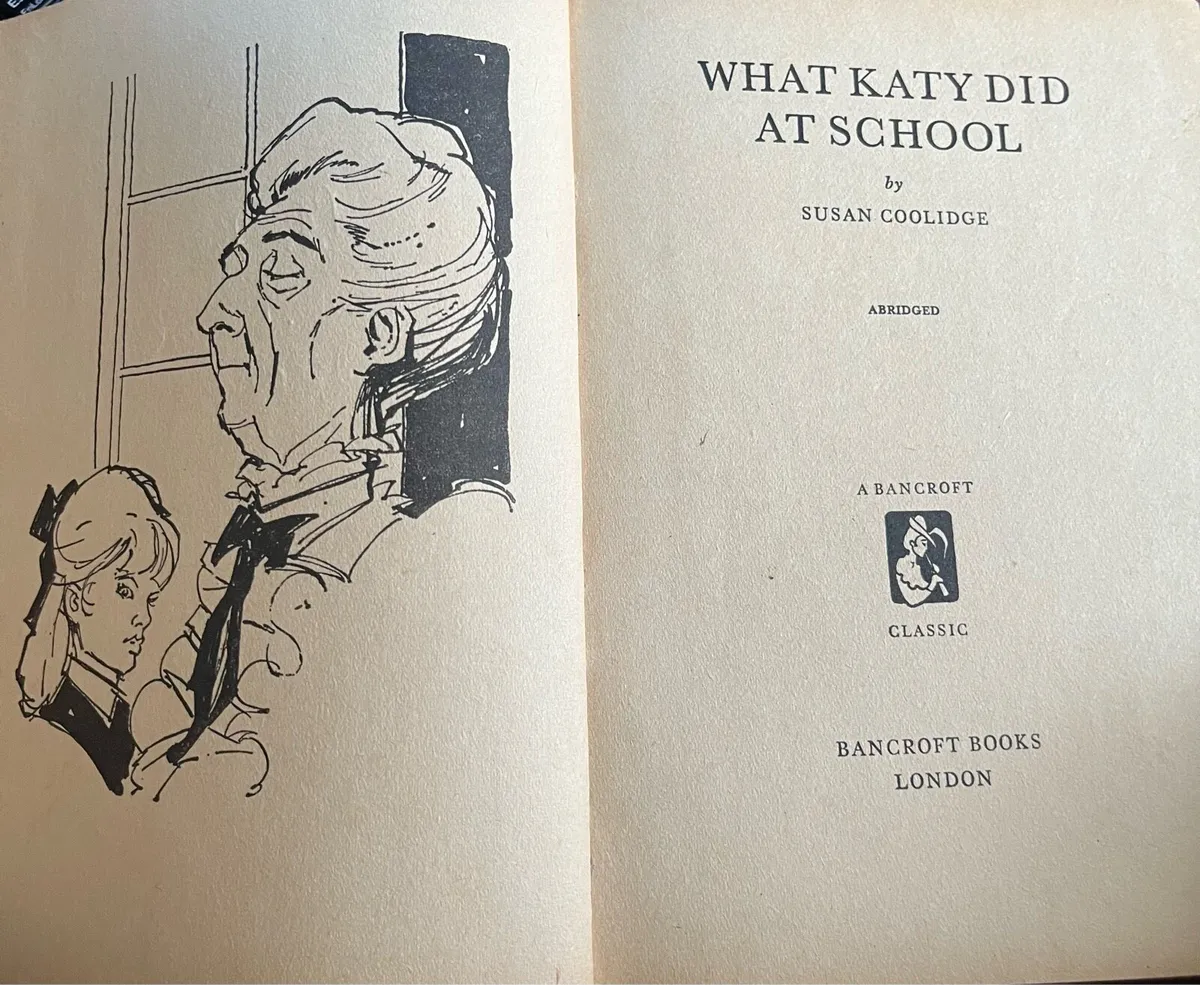 WHAT KATY DID
AT SCHOOL
by
SUSAN COOLIDGE
ABRIDGED
A BANCROFT
CLASSIC
BANCROFT BOOKS
LONDON